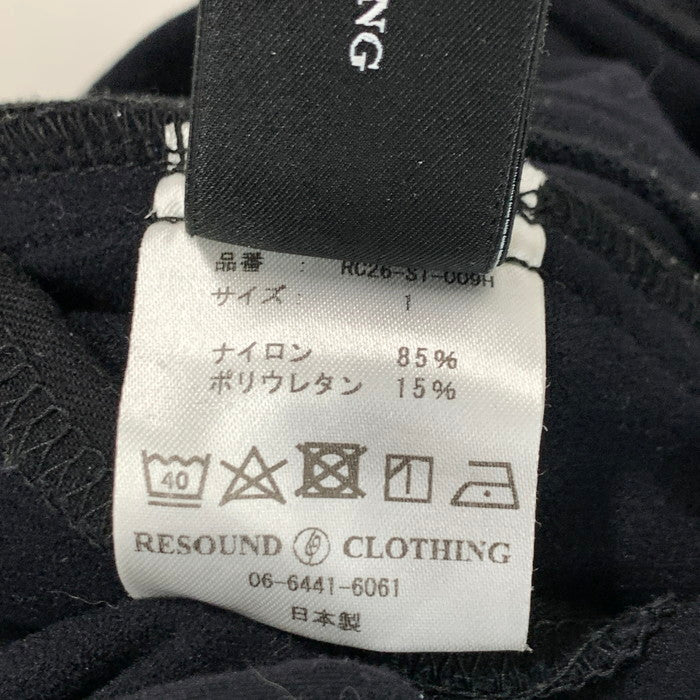 NG
品番 : RC26-ST-009H
サイズ : 1
ナイロン 85%
ポリウレタン 15%
40
RESOUND CLOTHING
06-6441-6061
日本製